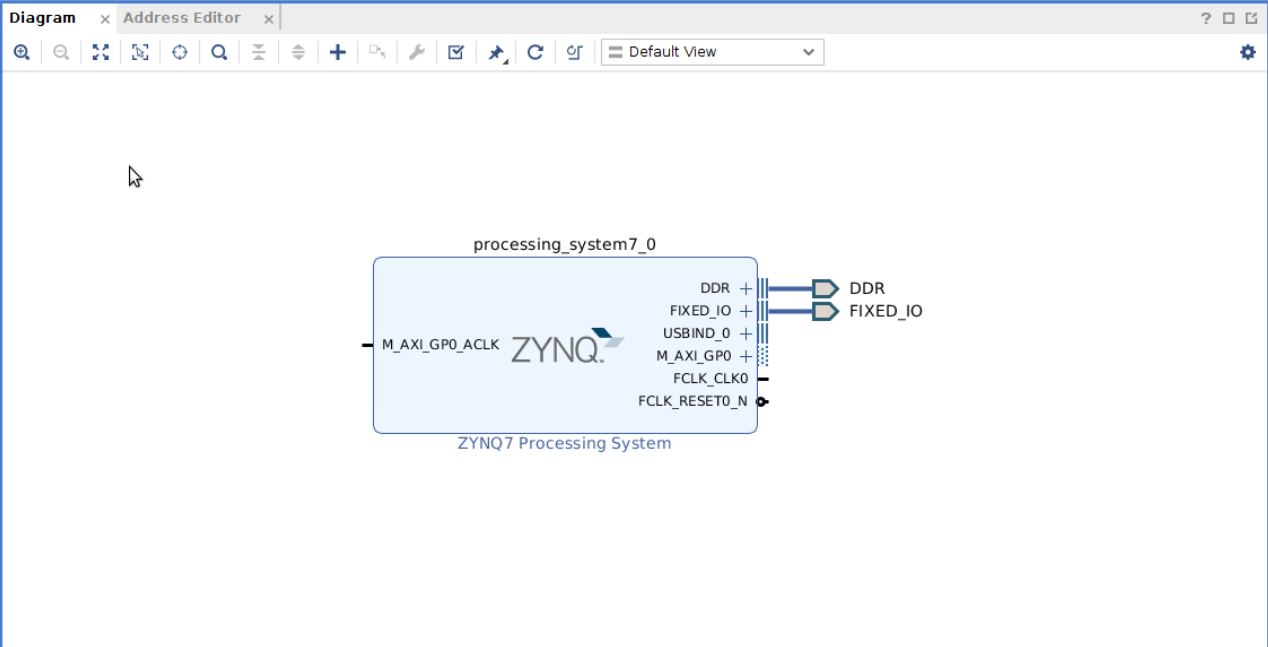 Diagram
Address Editor
Default View
processing_system7_0
M_AXI_GP0_ACLK
ZYNQ
DDR
FIXED_IO
USBIND_0
M_AXI_GP0
FCLK_CLK0
FCLK_RESET0_N
DDR
FIXED_IO
ZYNQ7 Processing System